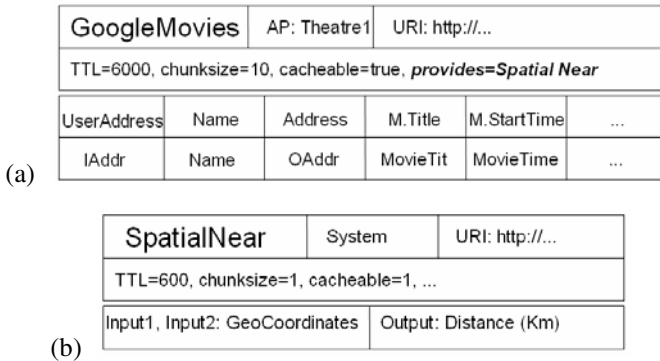 GoogleMovies AP: Theatre1 URI: http://...
TTL=6000, chunksize=10, cacheable=true, provides=Spatial Near
UserAddress Name Address M.Title M.StartTime ...
(a) IAddr Name OAddr MovieTit MovieTime ...
SpatialNear System URI: http://...
TTL=600, chunksize=1, cacheable=1, ...
(b) Input1, Input2: GeoCoordinates Output: Distance (Km)